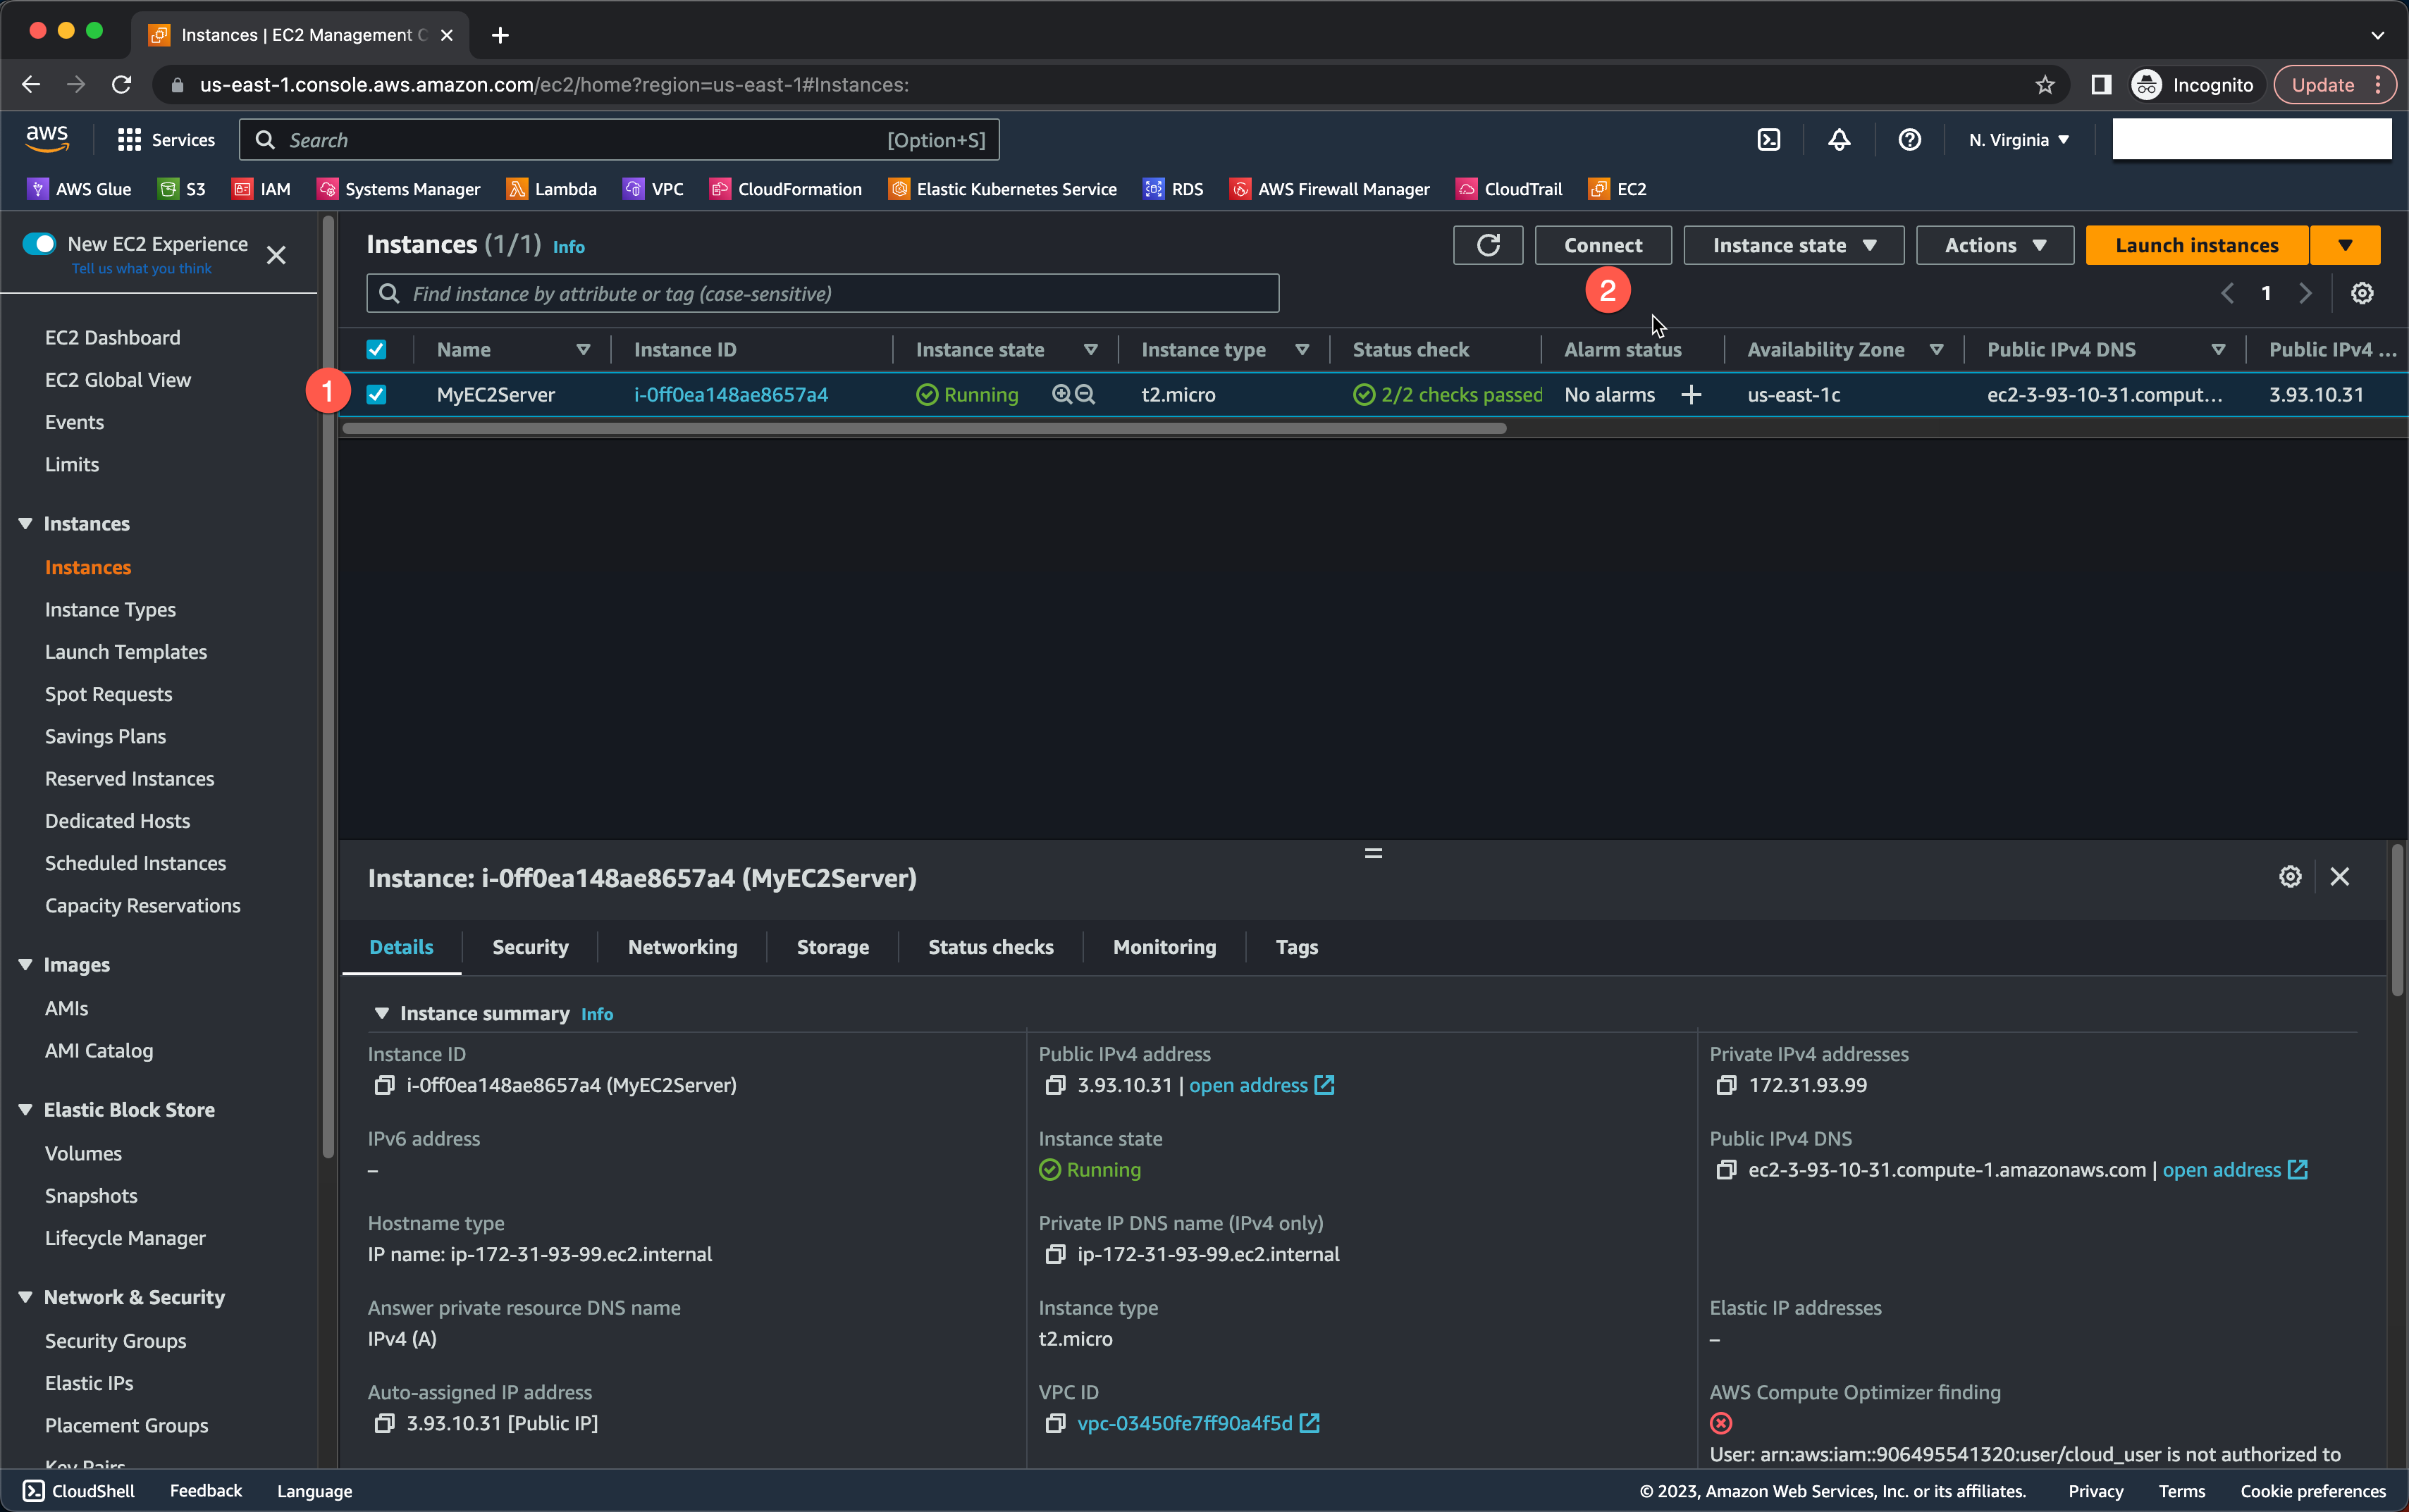 Instances | EC2 Management C
us-east-1.console.aws.amazon.com/ec2/home?region=us-east-1#Instances:
Incognito
Update
aws
Services
Search
[Option+S]
N. Virginia
AWS Glue
S3
IAM
Systems Manager
Lambda
VPC
CloudFormation
Elastic Kubernetes Service
RDS
AWS Firewall Manager
CloudTrail
EC2
New EC2 Experience
Tell us what you think
EC2 Dashboard
EC2 Global View
Events
Limits
Instances
Instances
Instance Types
Launch Templates
Spot Requests
Savings Plans
Reserved Instances
Dedicated Hosts
Scheduled Instances
Capacity Reservations
Images
AMIs
AMI Catalog
Elastic Block Store
Volumes
Snapshots
Lifecycle Manager
Network & Security
Security Groups
Elastic IPs
Placement Groups
Key Pairs
Instances (1/1) Info
Connect
Instance state
Actions
Launch instances
2
Find instance by attribute or tag (case-sensitive)
1
Name
Instance ID
Instance state
Instance type
Status check
Alarm status
Availability Zone
Public IPv4 DNS
Public IPv4 ...
1
MyEC2Server
i-0ff0ea148ae8657a4
Running
t2.micro
2/2 checks passed
No alarms
us-east-1c
ec2-3-93-10-31.comput...
3.93.10.31
Instance: i-0ff0ea148ae8657a4 (MyEC2Server)
Details
Security
Networking
Storage
Status checks
Monitoring
Tags
Instance summary Info
Instance ID
i-0ff0ea148ae8657a4 (MyEC2Server)
Public IPv4 address
3.93.10.31 | open address
Private IPv4 addresses
172.31.93.99
IPv6 address
–
Instance state
Running
Public IPv4 DNS
ec2-3-93-10-31.compute-1.amazonaws.com | open address
Hostname type
IP name: ip-172-31-93-99.ec2.internal
Private IP DNS name (IPv4 only)
ip-172-31-93-99.ec2.internal
Answer private resource DNS name
IPv4 (A)
Instance type
t2.micro
Elastic IP addresses
–
Auto-assigned IP address
3.93.10.31 [Public IP]
VPC ID
vpc-03450fe7ff90a4f5d
AWS Compute Optimizer finding
User: arn:aws:iam::906495541320:user/cloud_user is not authorized to
CloudShell
Feedback
Language
© 2023, Amazon Web Services, Inc. or its affiliates.
Privacy
Terms
Cookie preferences